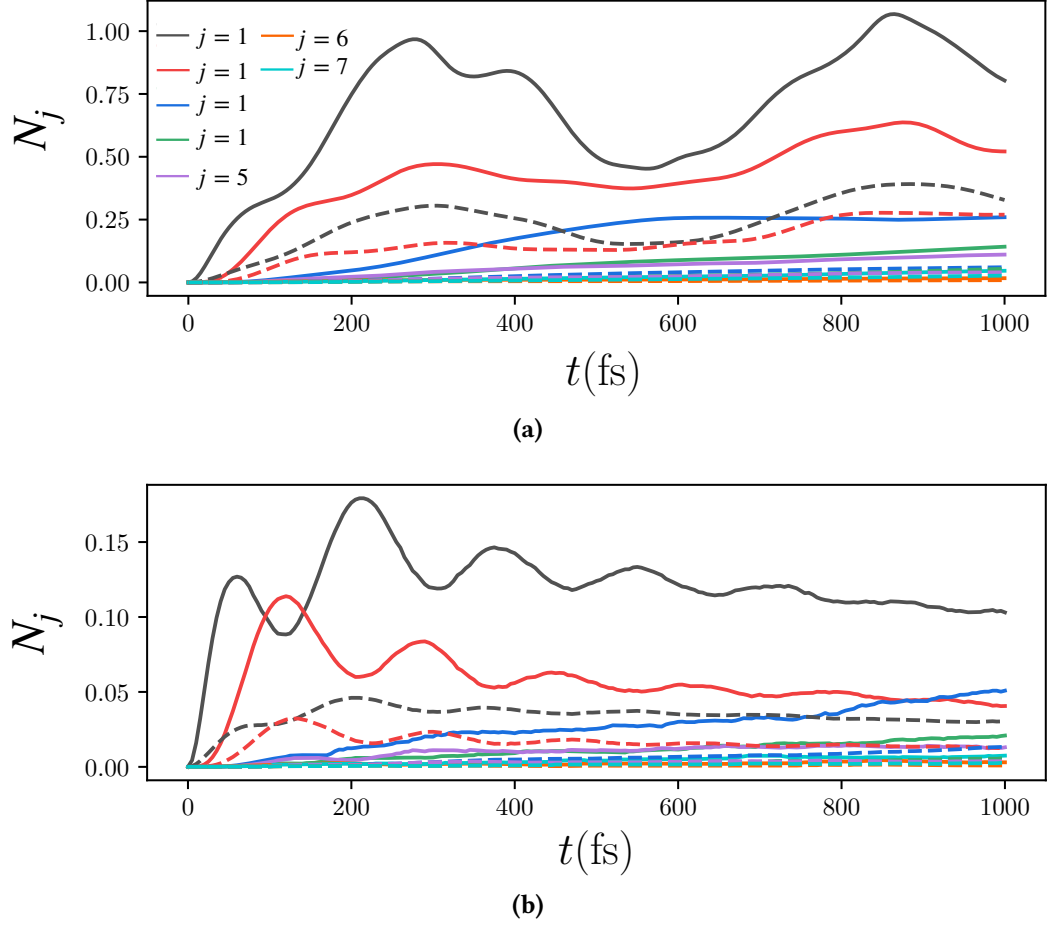 1.00
0.75
0.50
0.25
0.00
N_j
j = 1
j = 1
j = 1
j = 1
j = 5
j = 6
j = 7
0 200 400 600 800 1000
t(fs)
(a)
0.15
0.10
0.05
0.00
N_j
0 200 400 600 800 1000
t(fs)
(b)